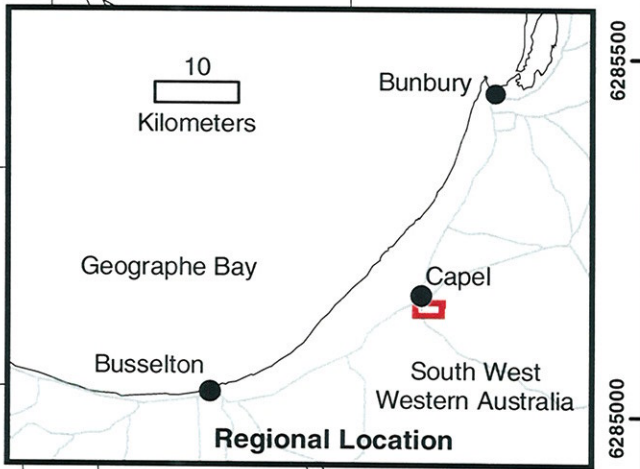 Bunbury
10
Kilometers
6285500
Geographe Bay
Capel
Busselton
South West
Western Australia
6285000
Regional Location